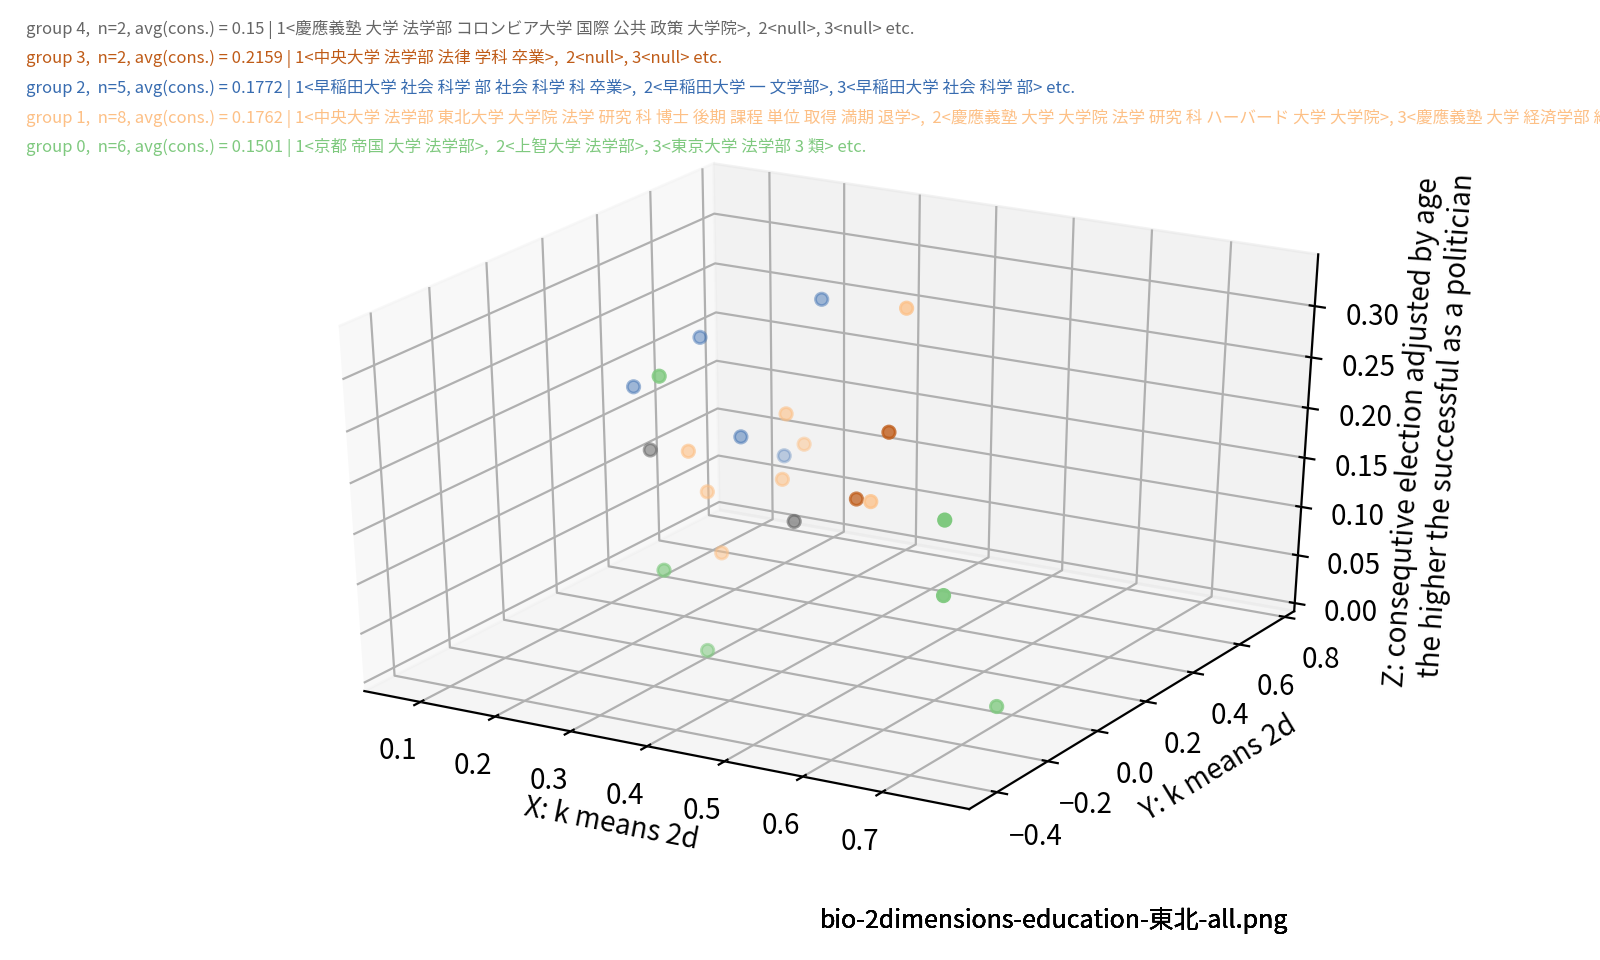 group 4,  n=2, avg(cons.) = 0.15 | 1<慶應義塾 大学 法学部 コロンビア大学 国際 公共 政策 大学院>,  2<null>, 3<null> etc.
group 3,  n=2, avg(cons.) = 0.2159 | 1<中央大学 法学部 法律 学科 卒業>,  2<null>, 3<null> etc.
group 2,  n=5, avg(cons.) = 0.1772 | 1<早稲田大学 社会 科学 部 社会 科学 科 卒業>,  2<早稲田大学 一 文学部>, 3<早稲田大学 社会 科学 部> etc.
group 1,  n=8, avg(cons.) = 0.1762 | 1<中央大学 法学部 東北大学 大学院 法学 研究 科 博士 後期 課程 単位 取得 満期 退学>,  2<慶應義塾 大学 大学院 法学 研究 科 ハーバード 大学 大学院>, 3<慶應義塾 大学 経済学部
group 0,  n=6, avg(cons.) = 0.1501 | 1<京都 帝国 大学 法学部>,  2<上智大学 法学部>, 3<東京大学 法学部 3 類> etc.
Z: consequtive election adjusted by age
the higher the successful as a politician
0.30
0.25
0.20
0.15
0.10
0.05
0.00
0.8
0.6
0.4
0.2
0.0
−0.2
−0.4
Y: k means 2d
0.1
0.2
0.3
0.4
0.5
0.6
0.7
X: k means 2d
bio-2dimensions-education-東北-all.png